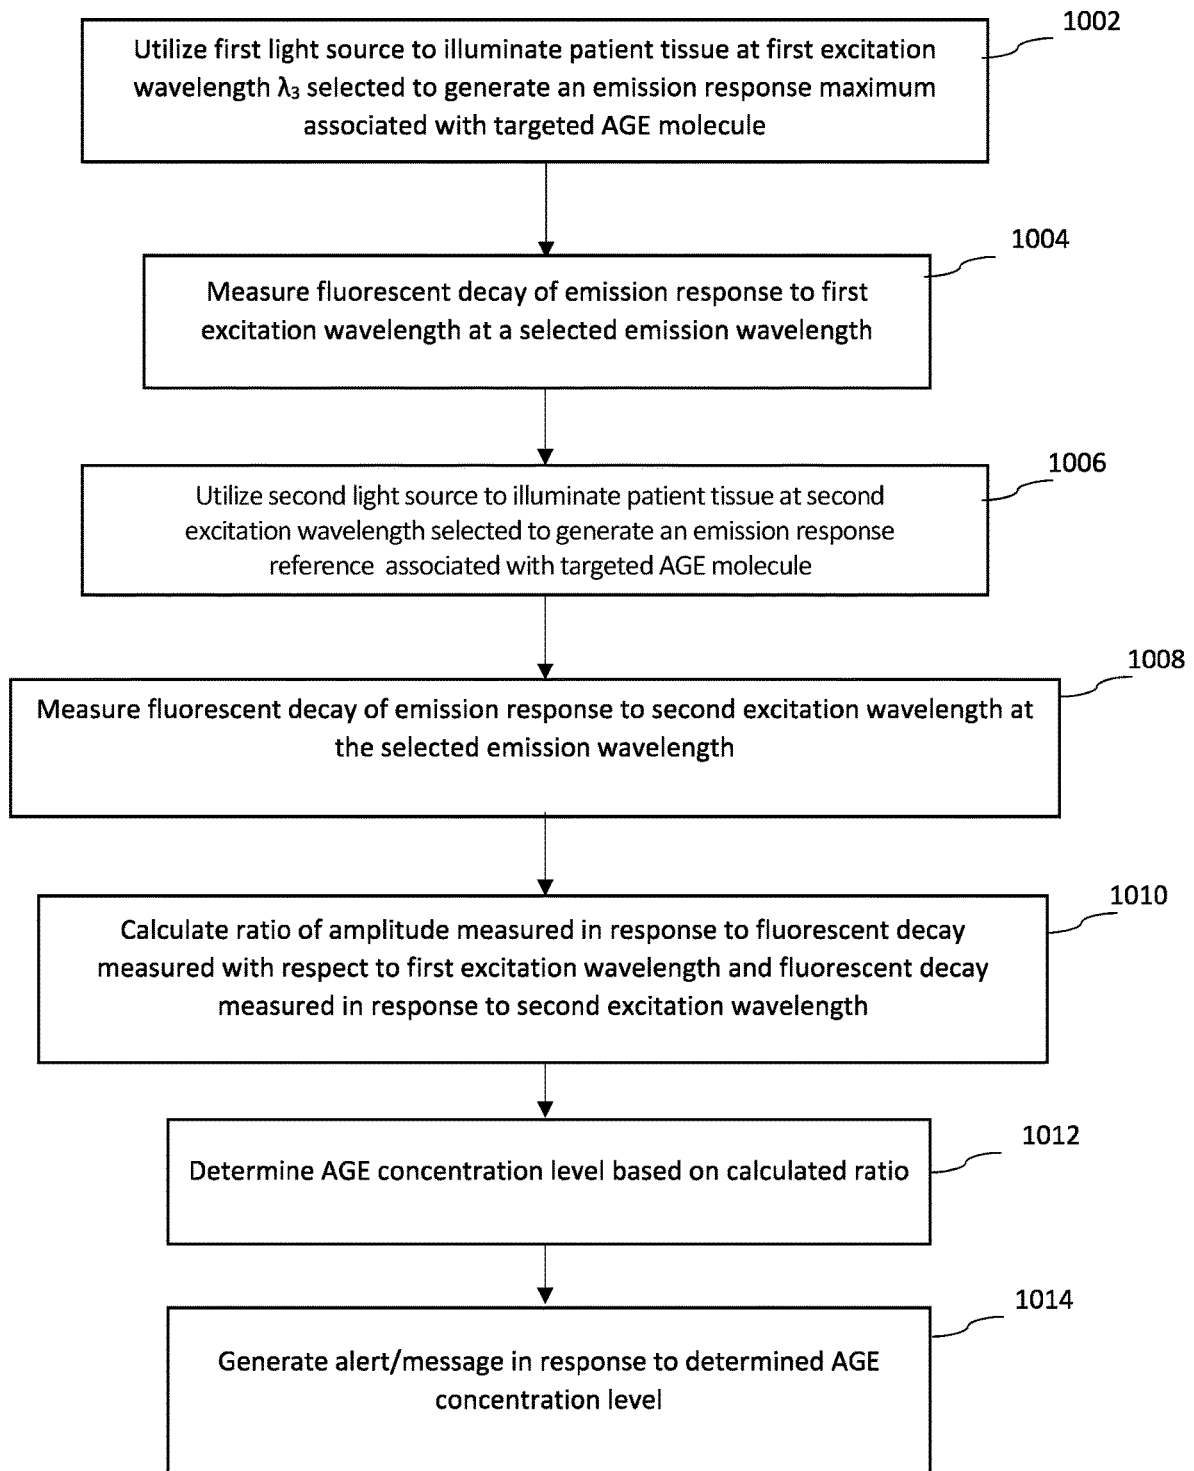 1002
Utilize first light source to illuminate patient tissue at first excitation
wavelength λ₃ selected to generate an emission response maximum
associated with targeted AGE molecule
1004
Measure fluorescent decay of emission response to first
excitation wavelength at a selected emission wavelength
1006
Utilize second light source to illuminate patient tissue at second
excitation wavelength selected to generate an emission response
reference associated with targeted AGE molecule
1008
Measure fluorescent decay of emission response to second excitation wavelength at
the selected emission wavelength
1010
Calculate ratio of amplitude measured in response to fluorescent decay
measured with respect to first excitation wavelength and fluorescent decay
measured in response to second excitation wavelength
1012
Determine AGE concentration level based on calculated ratio
1014
Generate alert/message in response to determined AGE
concentration level